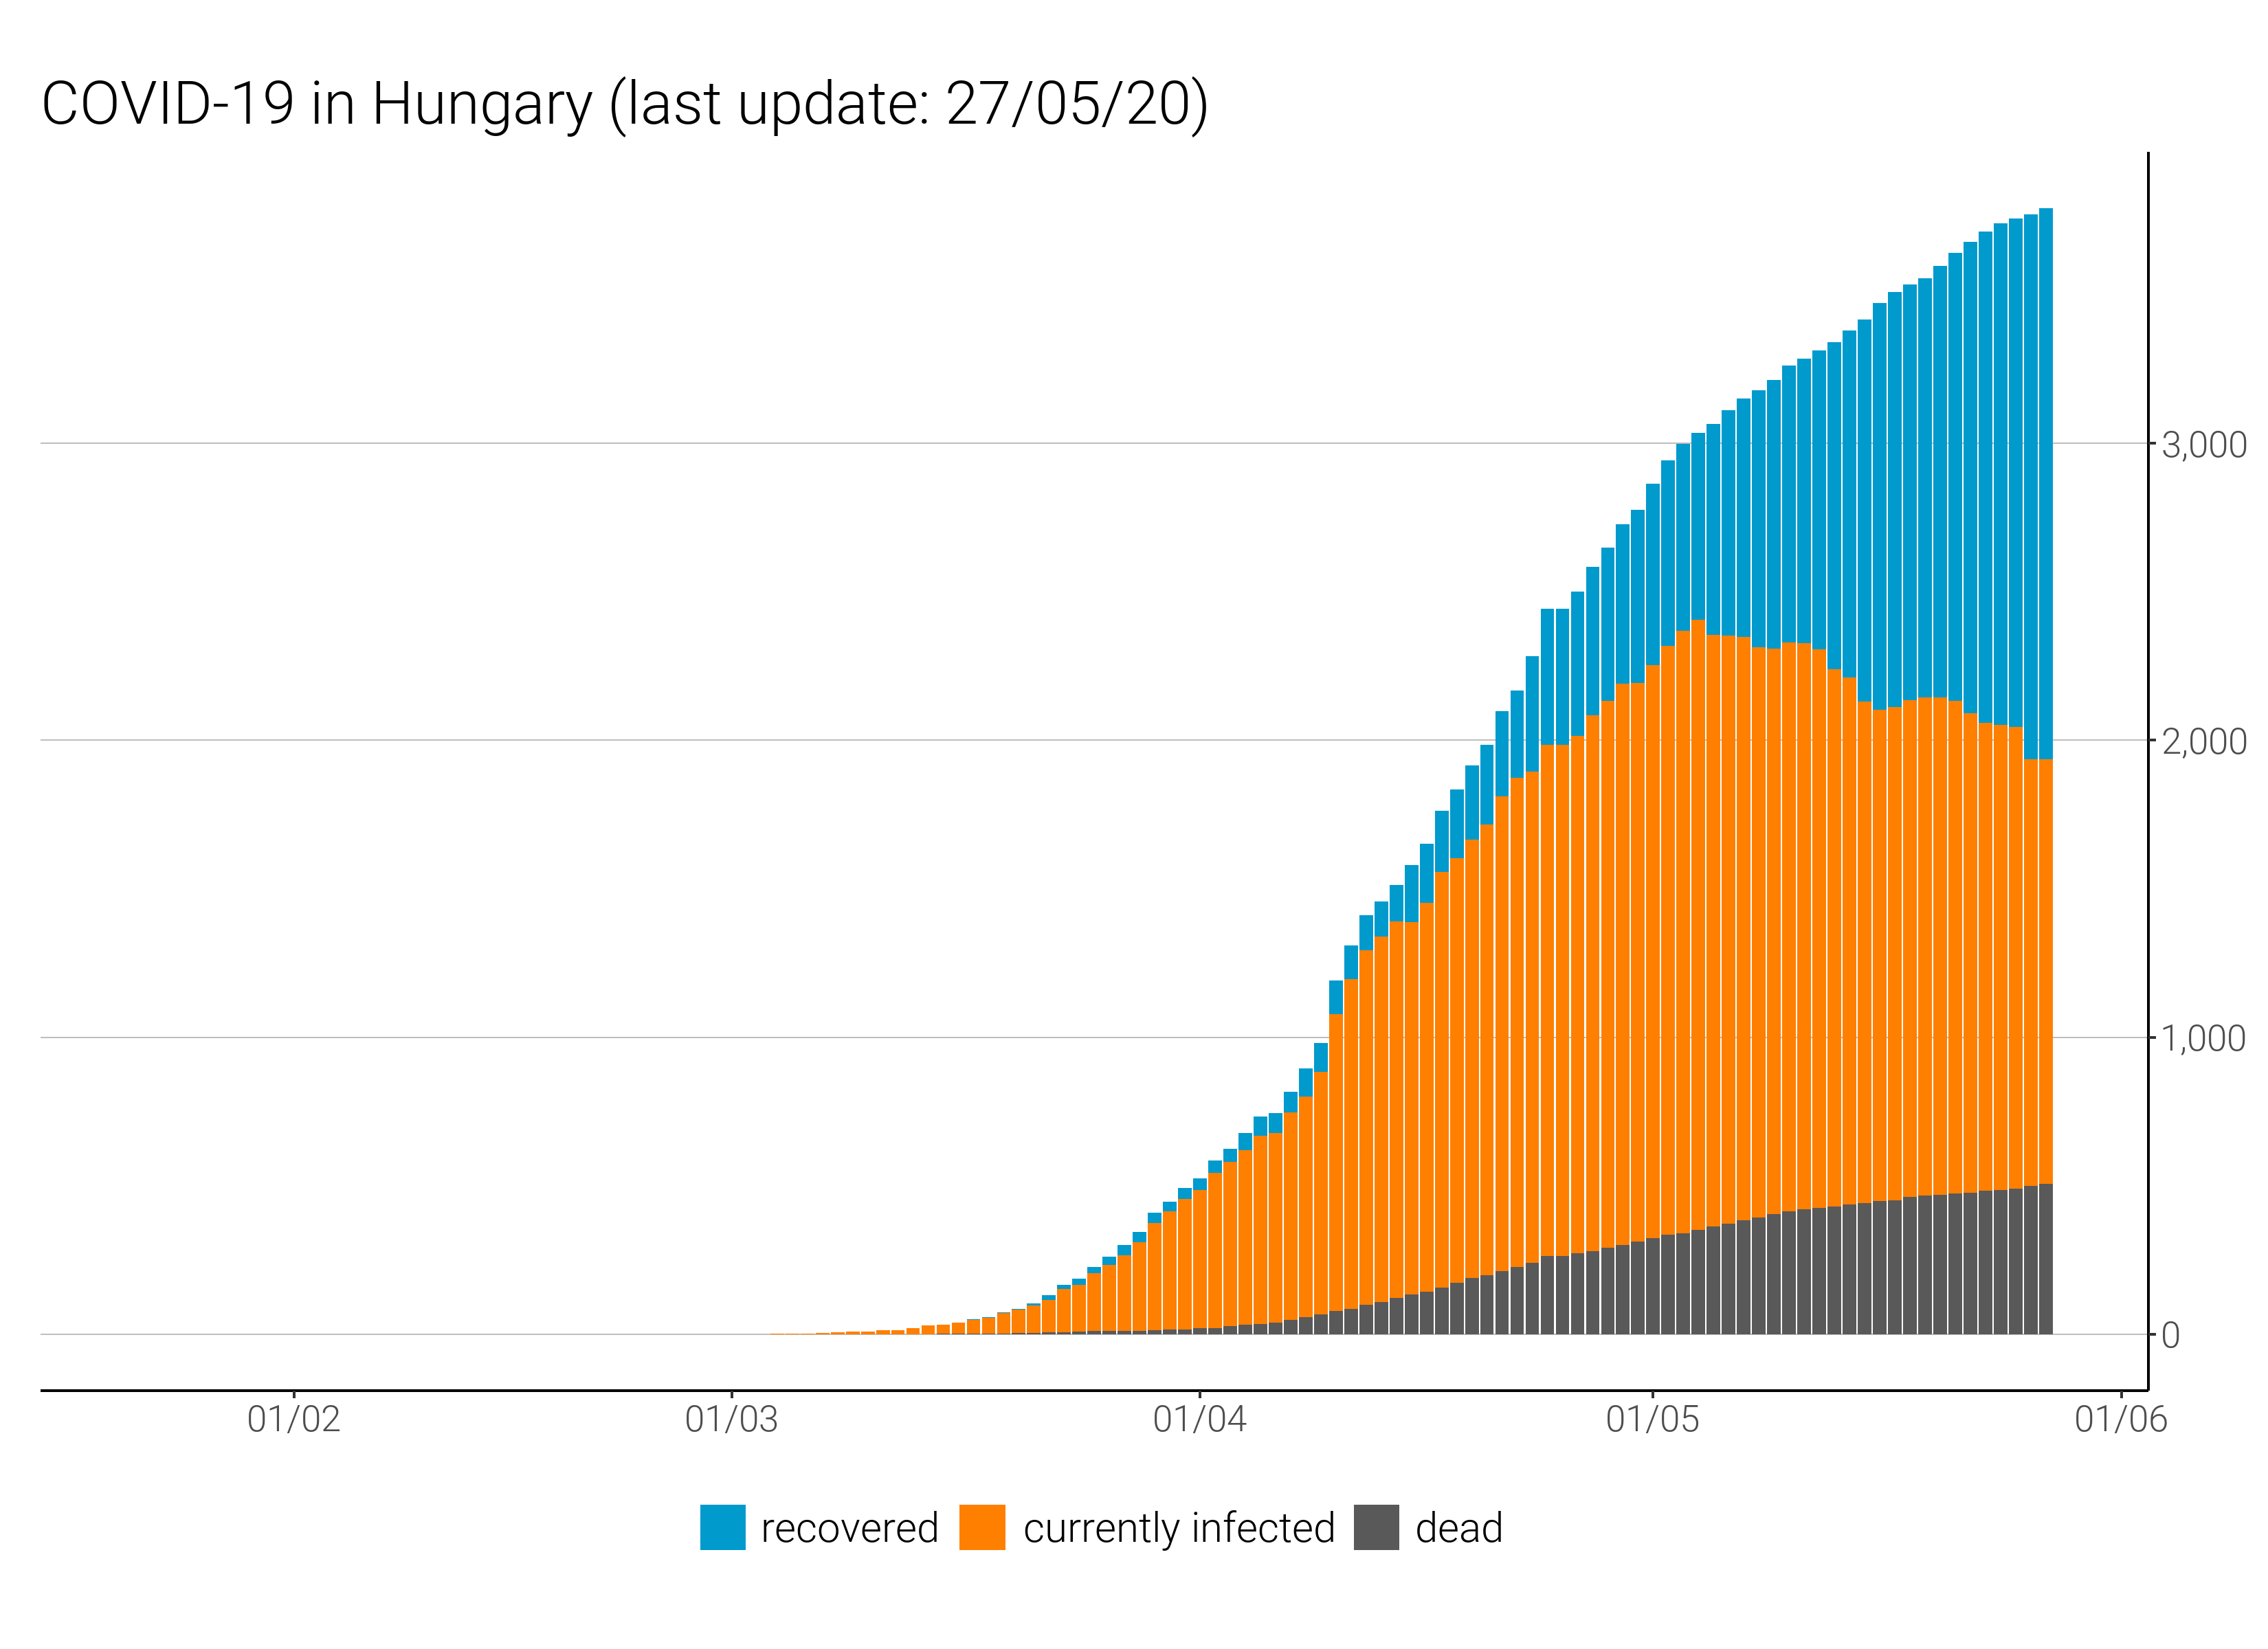 COVID-19 in Hungary (last update: 27/05/20)
3,000
2,000
1,000
0
01/02 01/03 01/04 01/05 01/06
recovered currently infected dead